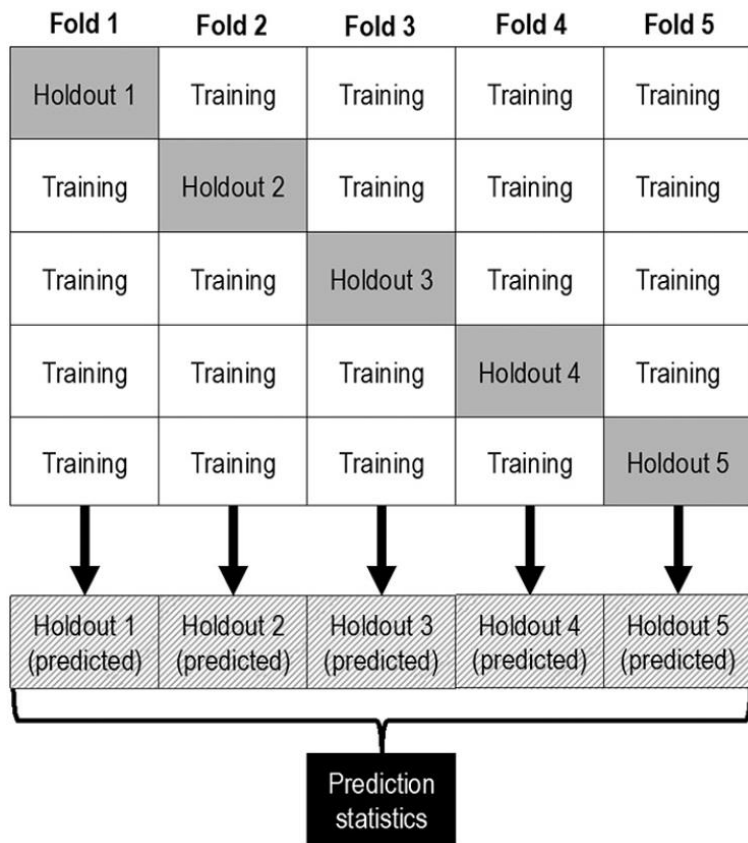 Fold 1 Fold 2 Fold 3 Fold 4 Fold 5
Holdout 1 Training Training Training Training
Training Holdout 2 Training Training Training
Training Training Holdout 3 Training Training
Training Training Training Holdout 4 Training
Training Training Training Training Holdout 5
Holdout 1 Holdout 2 Holdout 3 Holdout 4 Holdout 5
(predicted) (predicted) (predicted) (predicted) (predicted)
Prediction
statistics